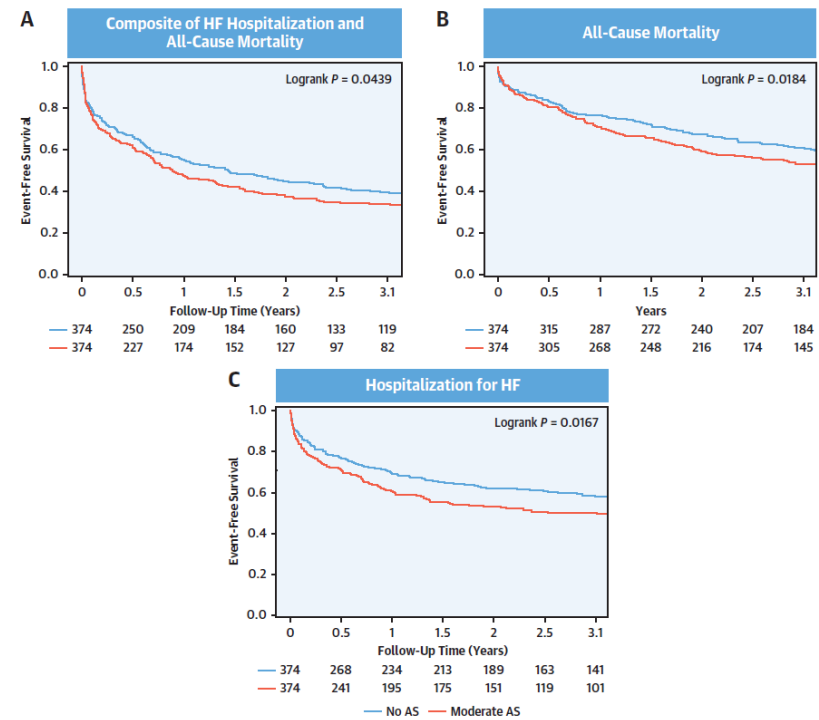 A
Composite of HF Hospitalization and
All-Cause Mortality
Logrank P = 0.0439
Event-Free Survival
1.0
0.8
0.6
0.4
0.2
0.0
0 0.5 1 1.5 2 2.5 3.1
Follow-Up Time (Years)
374 250 209 184 160 133 119
374 227 174 152 127 97 82
B
All-Cause Mortality
Logrank P = 0.0184
Event-Free Survival
1.0
0.8
0.6
0.4
0.2
0.0
0 0.5 1 1.5 2 2.5 3.1
Years
374 315 287 272 240 207 184
374 305 268 248 216 174 145
C
Hospitalization for HF
Logrank P = 0.0167
Event-Free Survival
1.0
0.8
0.6
0.4
0.2
0.0
0 0.5 1 1.5 2 2.5 3.1
Follow-Up Time (Years)
374 268 234 213 189 163 141
374 241 195 175 151 119 101
No AS Moderate AS